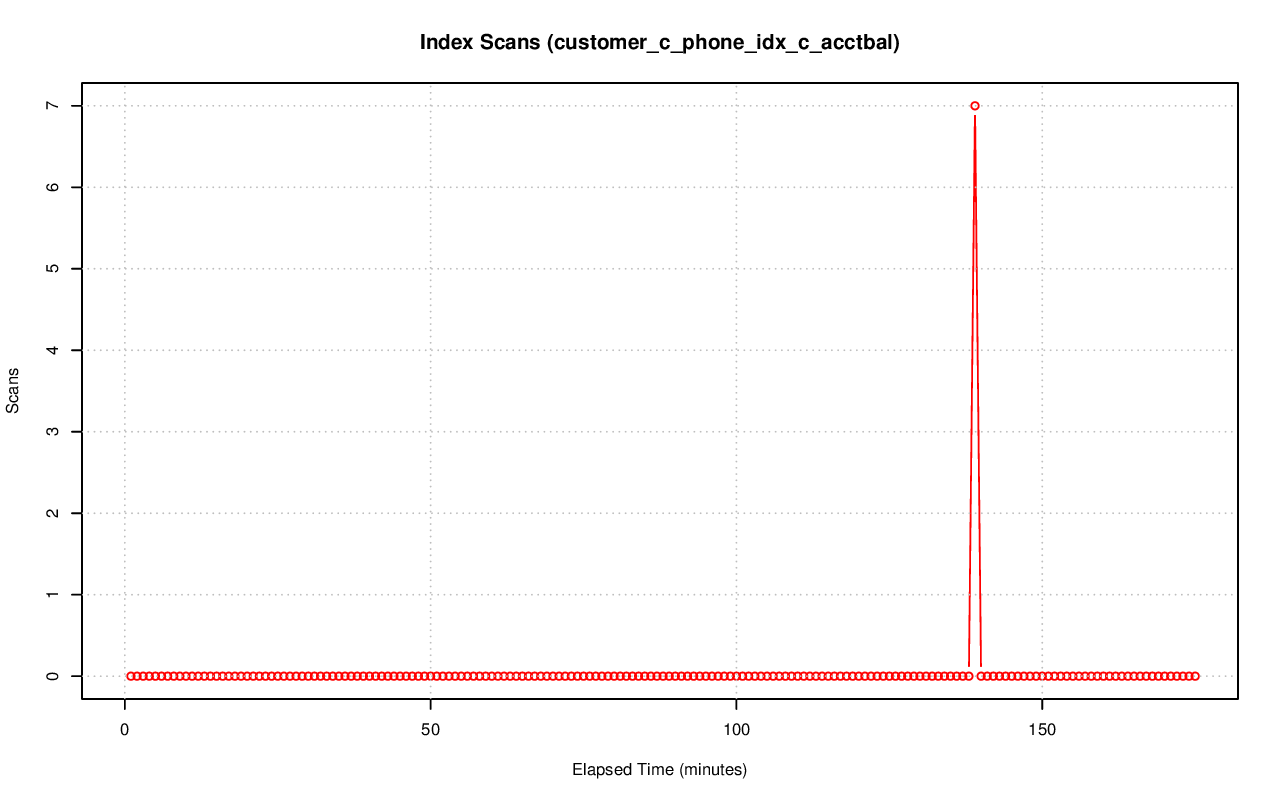 Index Scans (customer_c_phone_idx_c_acctbal)
Scans
7
6
5
4
3
2
1
0
0 50 100 150
Elapsed Time (minutes)